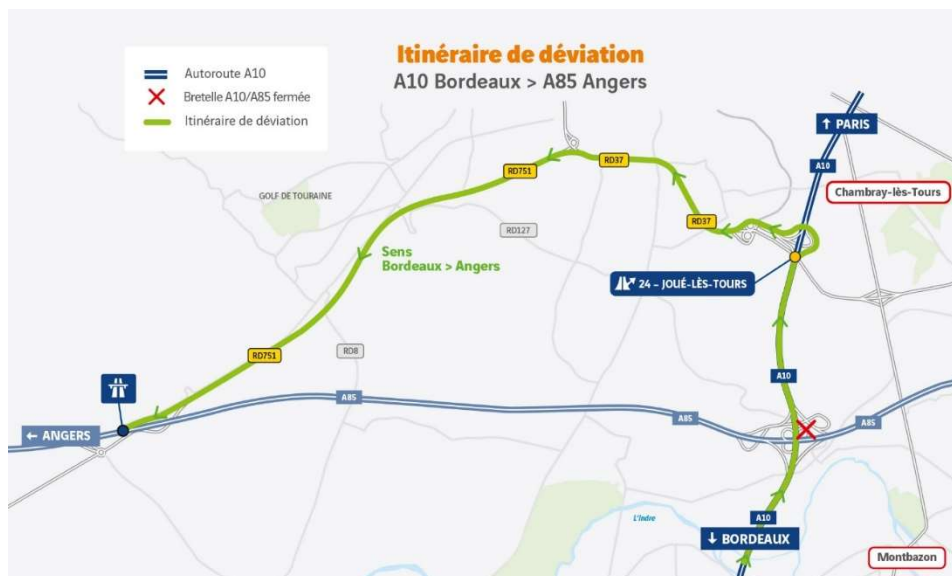 Itinéraire de déviation
A10 Bordeaux > A85 Angers
Autoroute A10
Bretelle A10/A85 fermée
Itinéraire de déviation
↑ PARIS
A10
Chambray-lès-Tours
RD37
RD751
GOLF DE TOURAINE
RD37
RD127
Sens
Bordeaux > Angers
24 - JOUÉ-LÈS-TOURS
RD8
RD751
A10
A85
A85
A85
← ANGERS
L'Indre
A10
↓ BORDEAUX
Montbazon